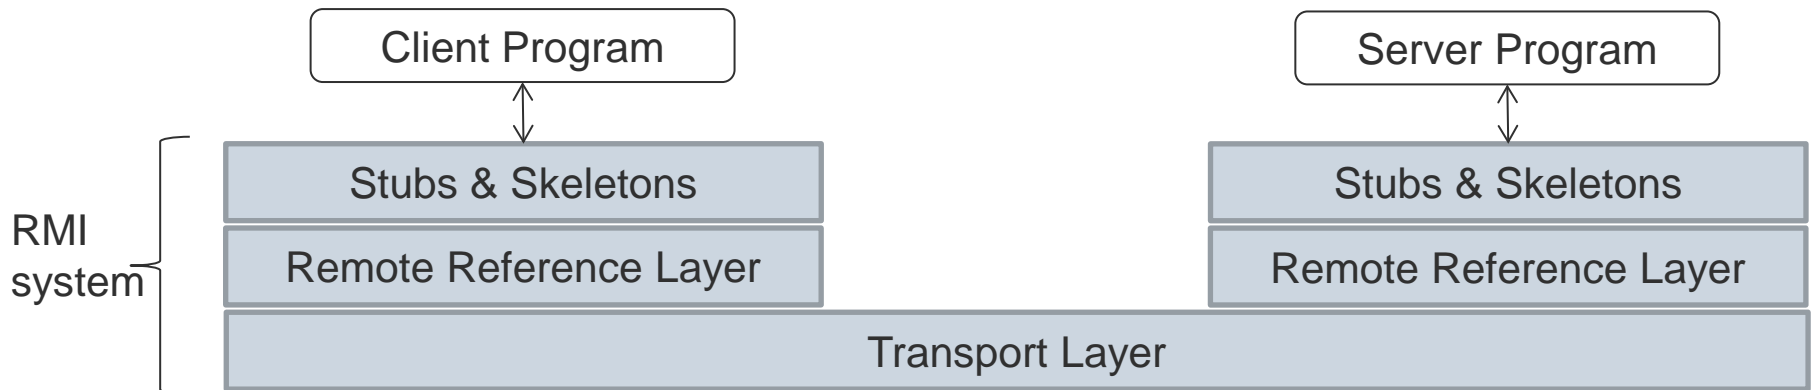 Client Program
Server Program
Stubs & Skeletons
Stubs & Skeletons
RMI
system
Remote Reference Layer
Remote Reference Layer
Transport Layer